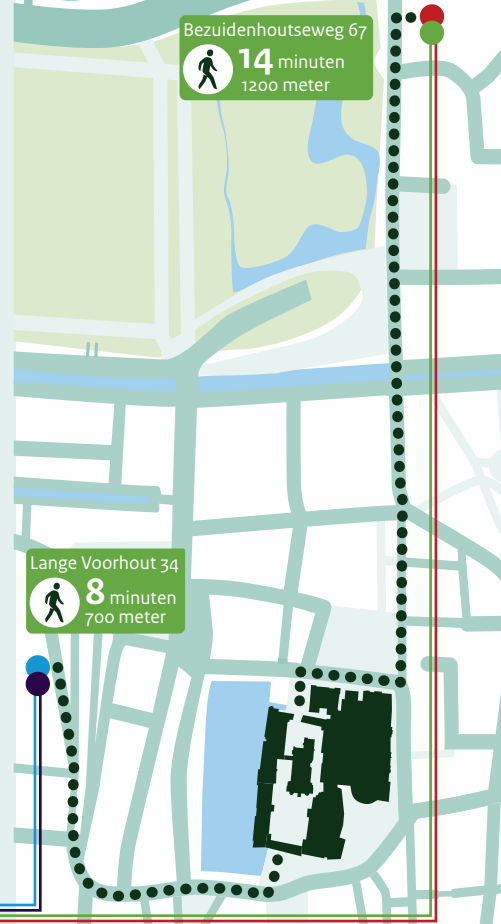 Bezuidenhoutseweg 67
14 minuten
1200 meter
Lange Voorhout 34
8 minuten
700 meter